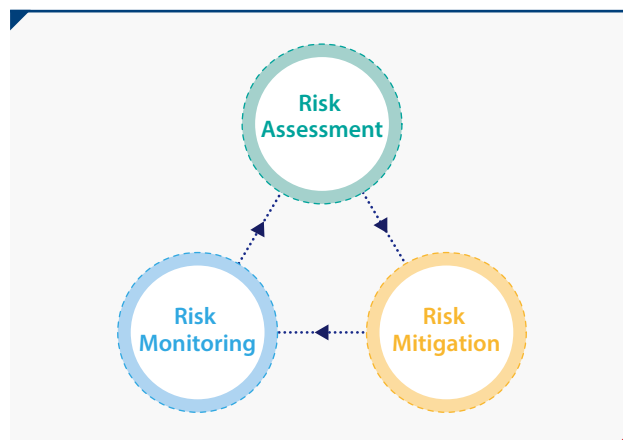 Risk
Assessment
Risk
Monitoring
Risk
Mitigation